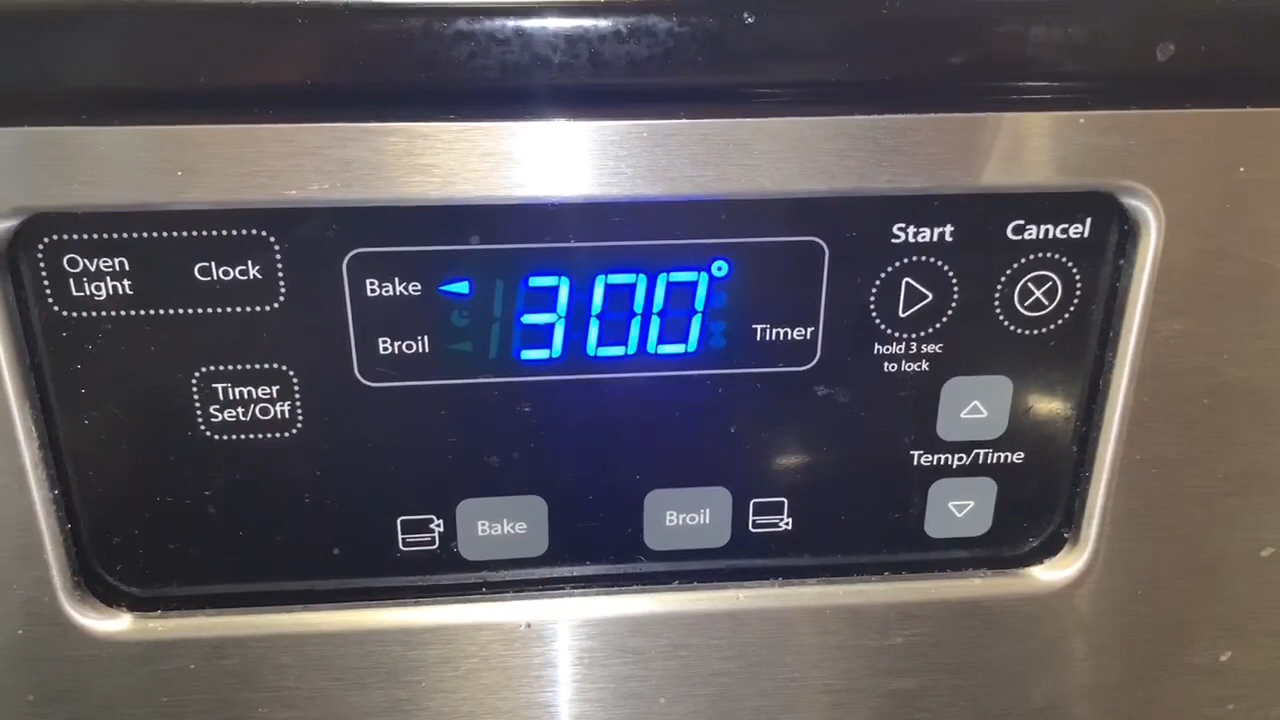 Oven
Light
Clock
Timer
Set/Off
Bake
300°
Broil
Timer
Start
hold 3 sec
to lock
Cancel
Temp/Time
Bake
Broil